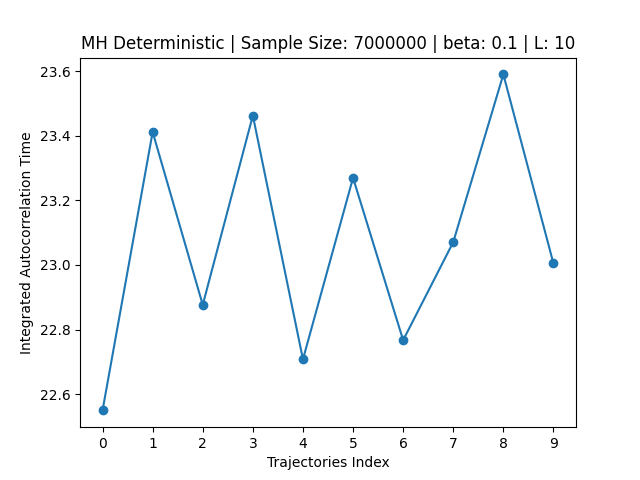 MH Deterministic | Sample Size: 7000000 | beta: 0.1 | L: 10
Integrated Autocorrelation Time
23.6
23.4
23.2
23.0
22.8
22.6
0 1 2 3 4 5 6 7 8 9
Trajectories Index